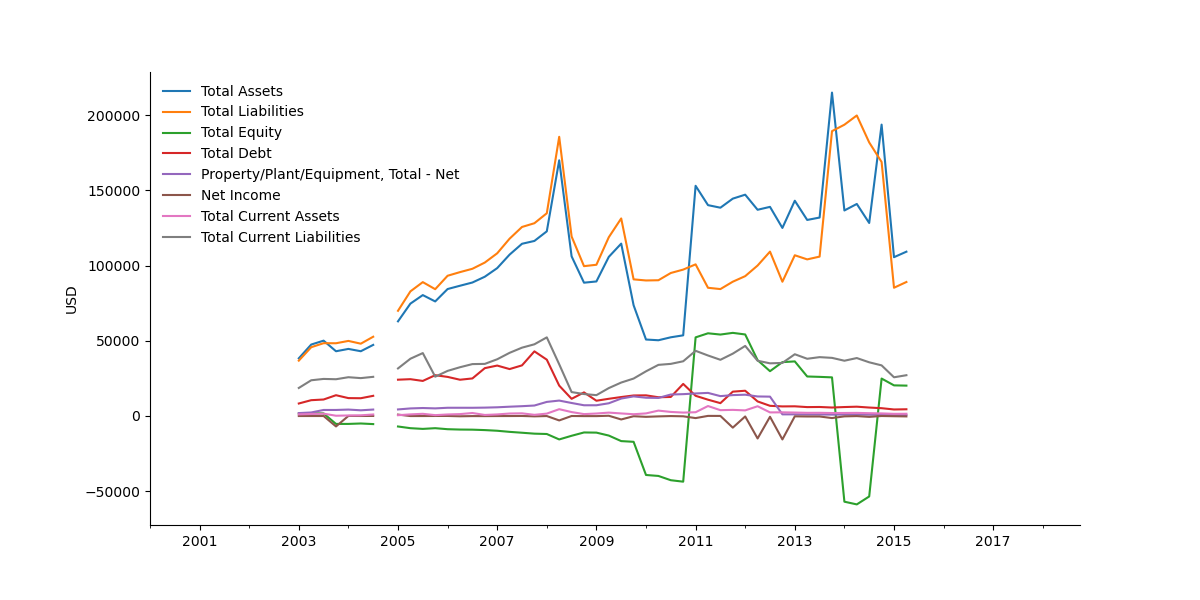 Total Assets
Total Liabilities
Total Equity
Total Debt
Property/Plant/Equipment, Total - Net
Net Income
Total Current Assets
Total Current Liabilities
USD
200000
150000
100000
50000
0
−50000
2001 2003 2005 2007 2009 2011 2013 2015 2017